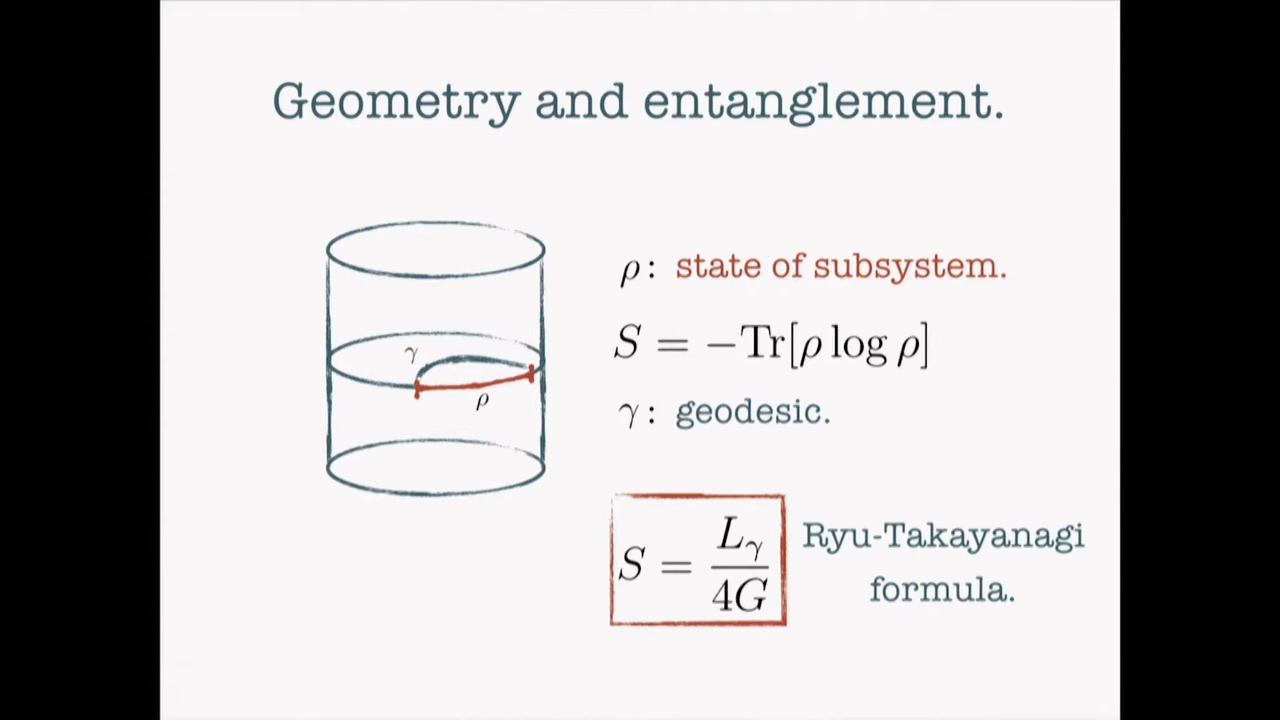 Geometry and entanglement.
γ
ρ
ρ: state of subsystem.
S = −Tr[ρ log ρ]
γ: geodesic.
S = L_γ / 4G
Ryu-Takayanagi
formula.